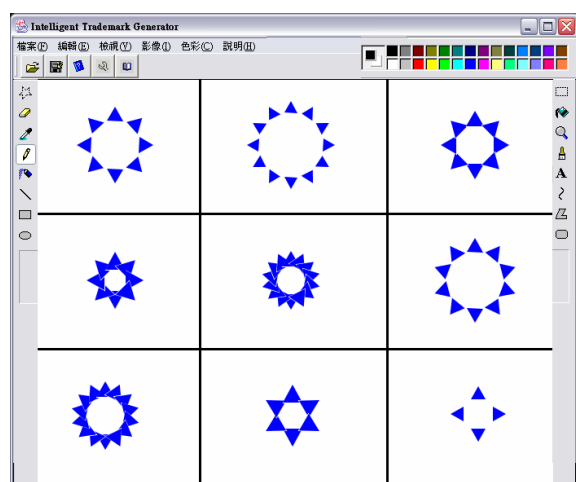 Intelligent Trademark Generator
檔案(F) 編輯(E) 檢視(V) 影像(I) 色彩(C) 說明(H)
A